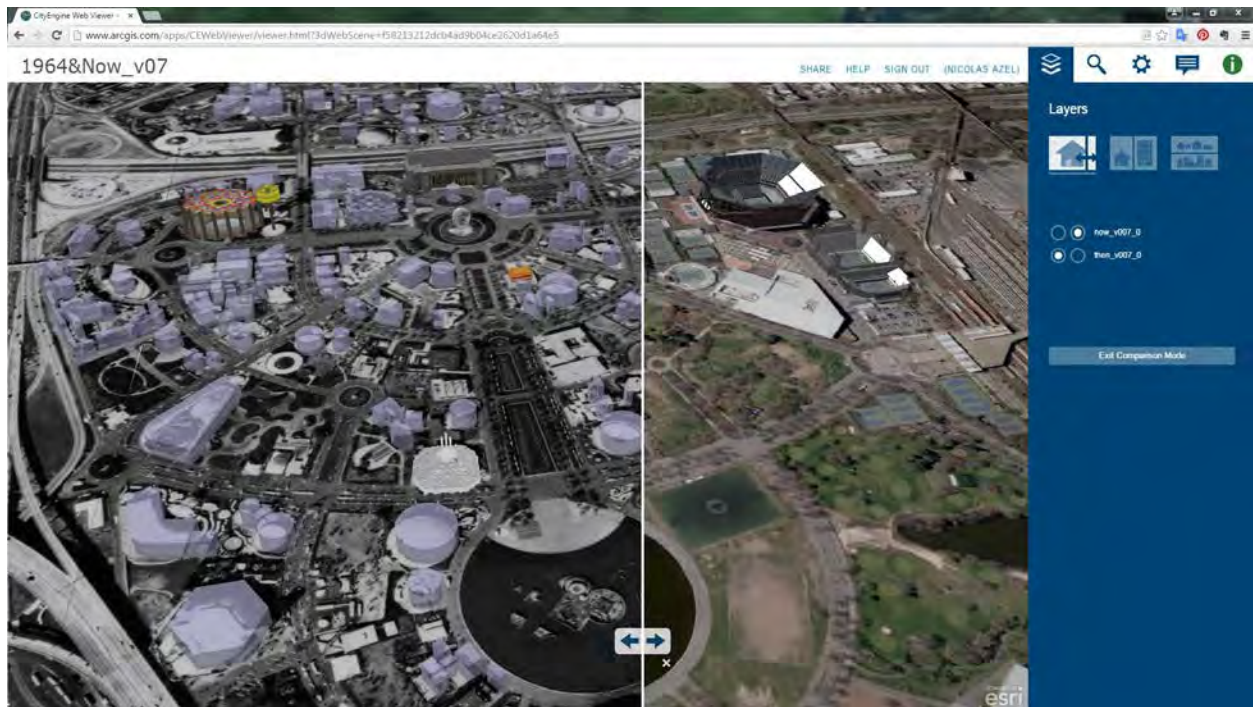 CityEngine Web Viewer -
www.arcgis.com/apps/CEWebViewer/viewer.html?3dWebScene=f58213212dcb4ad9b04ce2620d1a64e5
1964&Now_v07
SHARE HELP SIGN OUT (NICOLAS AZEL)
Layers
now_v007_0
then_v007_0
Exit Comparison Mode
esri